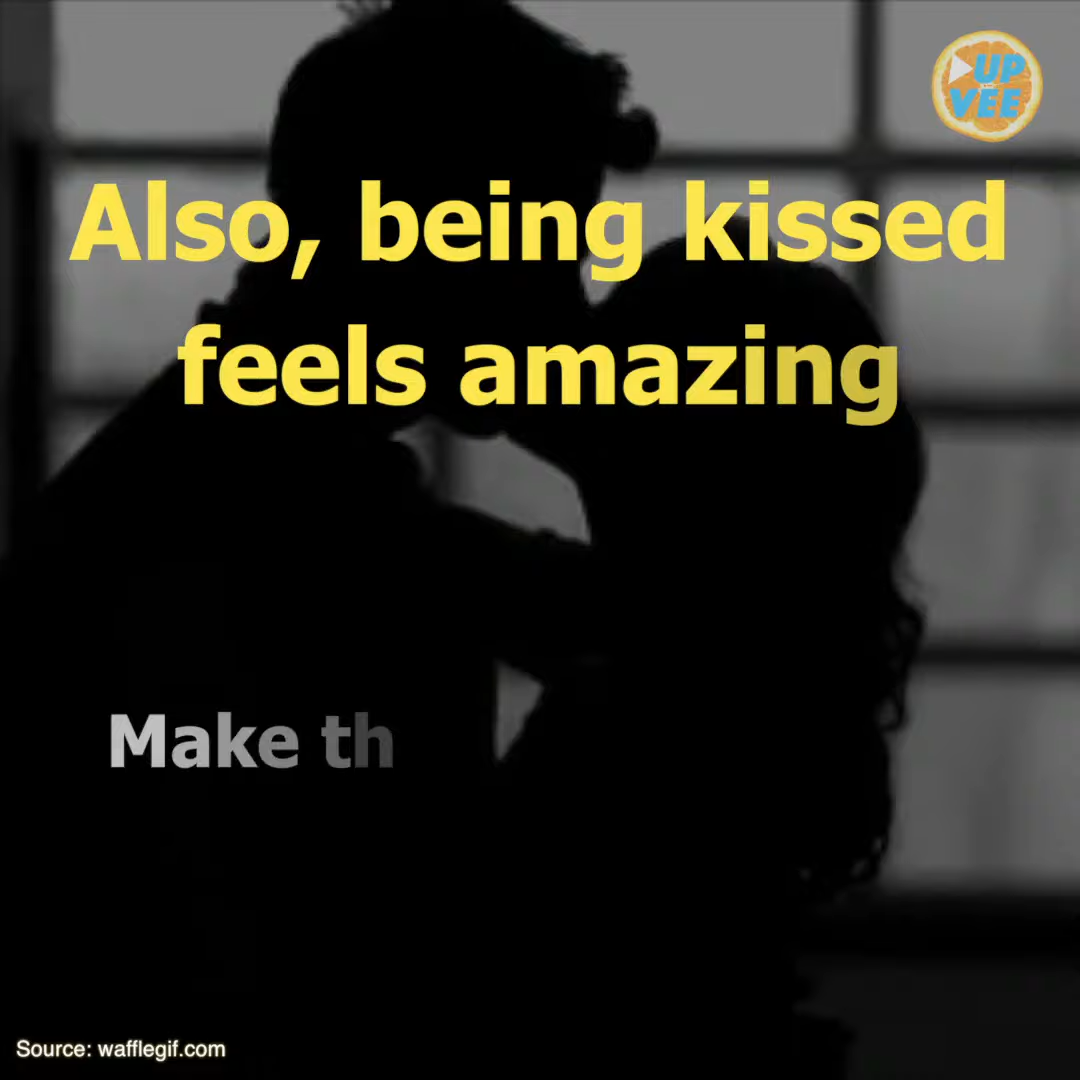 UP
VEE
Also, being kissed
feels amazing
Make th
Source: wafflegif.com